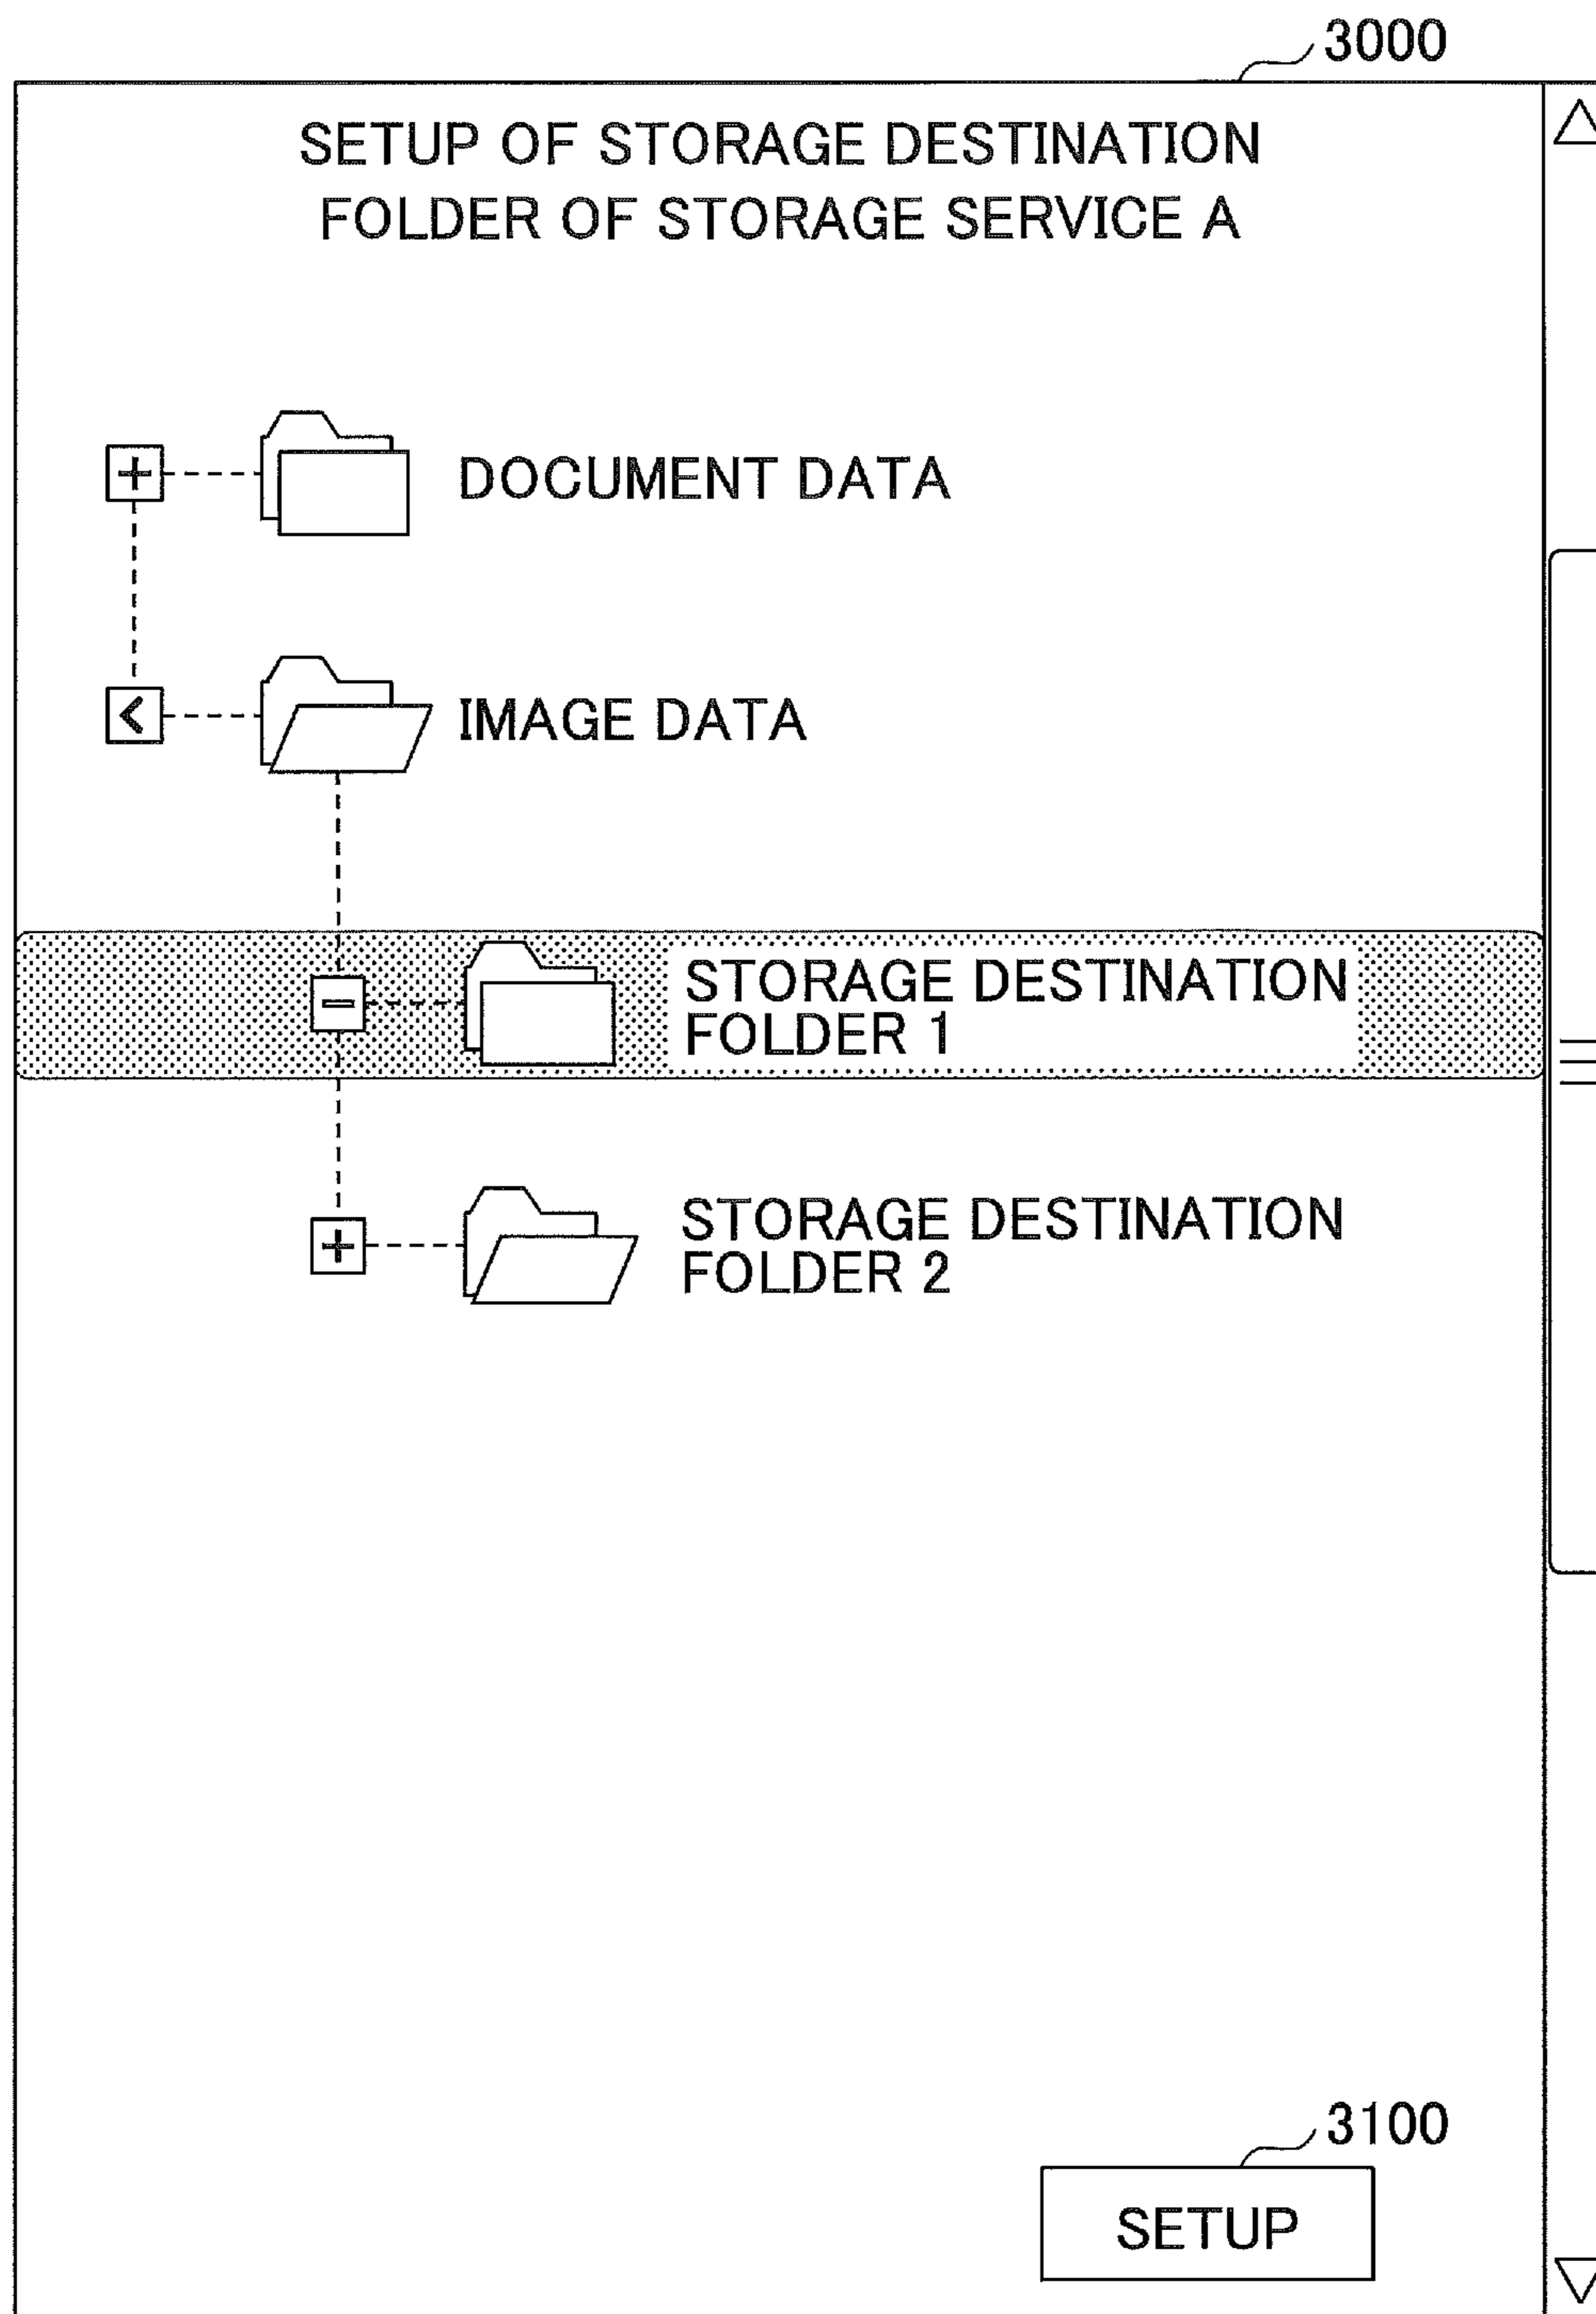 3000
SETUP OF STORAGE DESTINATION
FOLDER OF STORAGE SERVICE A
DOCUMENT DATA
IMAGE DATA
STORAGE DESTINATION
FOLDER 1
STORAGE DESTINATION
FOLDER 2
3100
SETUP